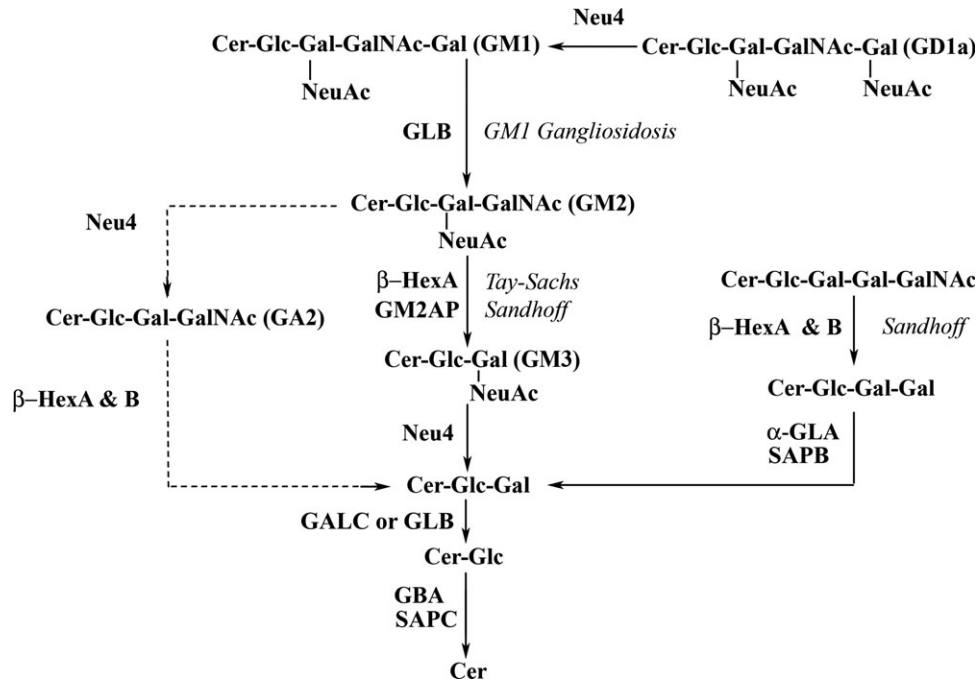 Neu4
Cer-Glc-Gal-GalNAc-Gal (GM1)
Cer-Glc-Gal-GalNAc-Gal (GD1a)
NeuAc
NeuAc
NeuAc
GLB
GM1 Gangliosidosis
Cer-Glc-Gal-GalNAc (GM2)
Neu4
NeuAc
β–HexA
Tay-Sachs
Cer-Glc-Gal-Gal-GalNAc
GM2AP
Sandhoff
Cer-Glc-Gal-GalNAc (GA2)
β–HexA & B
Sandhoff
Cer-Glc-Gal (GM3)
β–HexA & B
NeuAc
Cer-Glc-Gal-Gal
Neu4
α-GLA
SAPB
Cer-Glc-Gal
GALC or GLB
Cer-Glc
GBA
SAPC
Cer